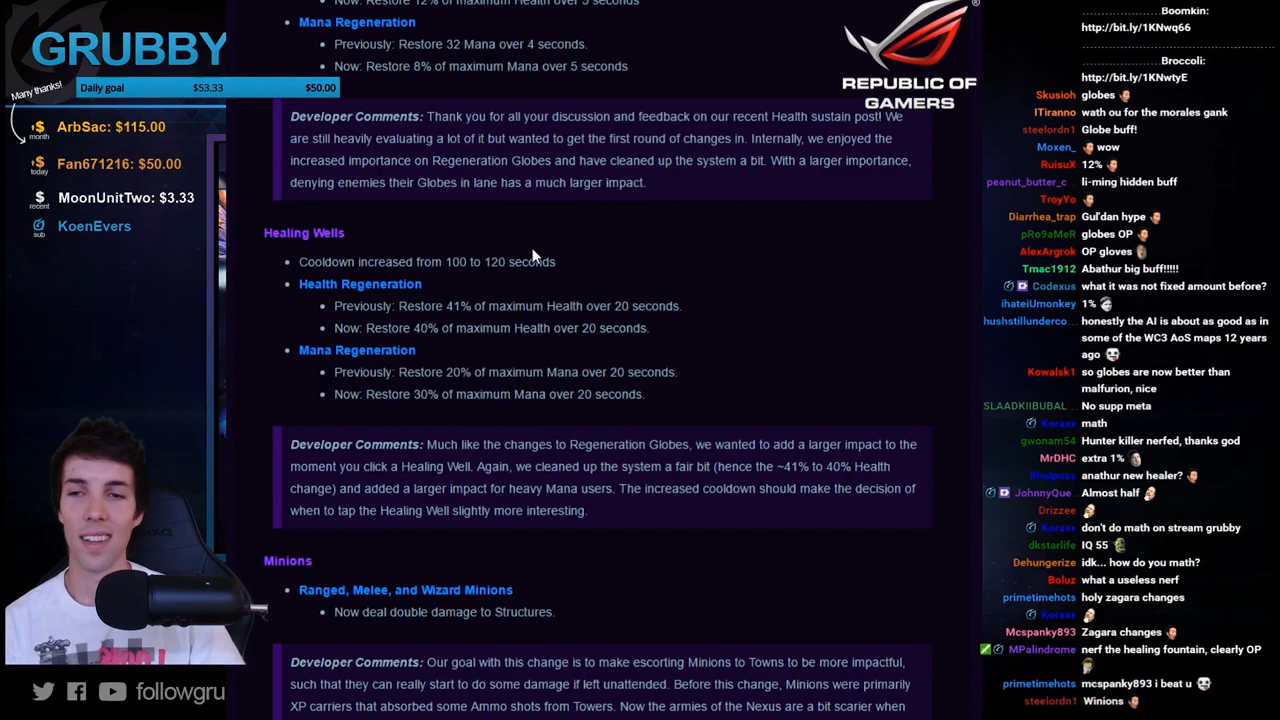 Now: Restore 12% of maximum Health over 5 seconds
Mana Regeneration
Previously: Restore 32 Mana over 4 seconds.
Now: Restore 8% of maximum Mana over 5 seconds
Developer Comments: Thank you for all your discussion and feedback on our recent Health sustain post! We
are still heavily evaluating a lot of it but wanted to get the first round of changes in. Internally, we enjoyed the
increased importance on Regeneration Globes and have cleaned up the system a bit. With a larger importance,
denying enemies their Globes in lane has a much larger impact.
Healing Wells
Cooldown increased from 100 to 120 seconds
Health Regeneration
Previously: Restore 41% of maximum Health over 20 seconds.
Now: Restore 40% of maximum Health over 20 seconds.
Mana Regeneration
Previously: Restore 20% of maximum Mana over 20 seconds.
Now: Restore 30% of maximum Mana over 20 seconds.
Developer Comments: Much like the changes to Regeneration Globes, we wanted to add a larger impact to the
moment you click a Healing Well. Again, we cleaned up the system a fair bit (hence the ~41% to 40% Health
change) and added a larger impact for heavy Mana users. The increased cooldown should make the decision of
when to tap the Healing Well slightly more interesting.
Minions
Ranged, Melee, and Wizard Minions
Now deal double damage to Structures.
Developer Comments: Our goal with this change is to make escorting Minions to Towns to be more impactful,
such that they can really start to do some damage if left unattended. Before this change, Minions were primarily
XP carriers that absorbed some Ammo shots from Towers. Now the armies of the Nexus are a bit scarier when
GRUBBY
Many thanks!
Daily goal $53.33 $50.00
$ month ArbSac: $115.00
$ today Fan671216: $50.00
$ recent MoonUnitTwo: $3.33
sub KoenEvers
followgru
REPUBLIC OF
GAMERS
®
Boomkin:
http://bit.ly/1KNwq66
Broccoli:
http://bit.ly/1KNwtyE
Skusioh globes
ITiranno wath ou for the morales gank
steelordn1 Globe buff!
Moxen_ wow
RuisuX 12%
peanut_butter_c... li-ming hidden buff
TroyYo
Diarrhea_trap Gul'dan hype
pRo9aMeR globes OP
AlexArgrok OP gloves
Tmac1912 Abathur big buff!!!!!
Codexus what it was not fixed amount before?
ihateiUmonkey 1%
hushstillunderco... honestly the AI is about as good as in
some of the WC3 AoS maps 12 years
ago
Kowalsk1 so globes are now better than
malfurion, nice
SLAADKIIBUBAL... No supp meta
Koraxx math
gwonam54 Hunter killer nerfed, thanks god
MrDHC extra 1%
Rhulposs anathur new healer?
JohnnyQue... Almost half
Drizzee
Koraxx don't do math on stream grubby
dkstarlife IQ 55
Dehungerize idk... how do you math?
Boluz what a useless nerf
primetimehots holy zagara changes
Koraxx
Mcspanky893 Zagara changes
MPalindrome nerf the healing fountain, clearly OP
primetimehots mcspanky893 i beat u
steelordn1 Winions